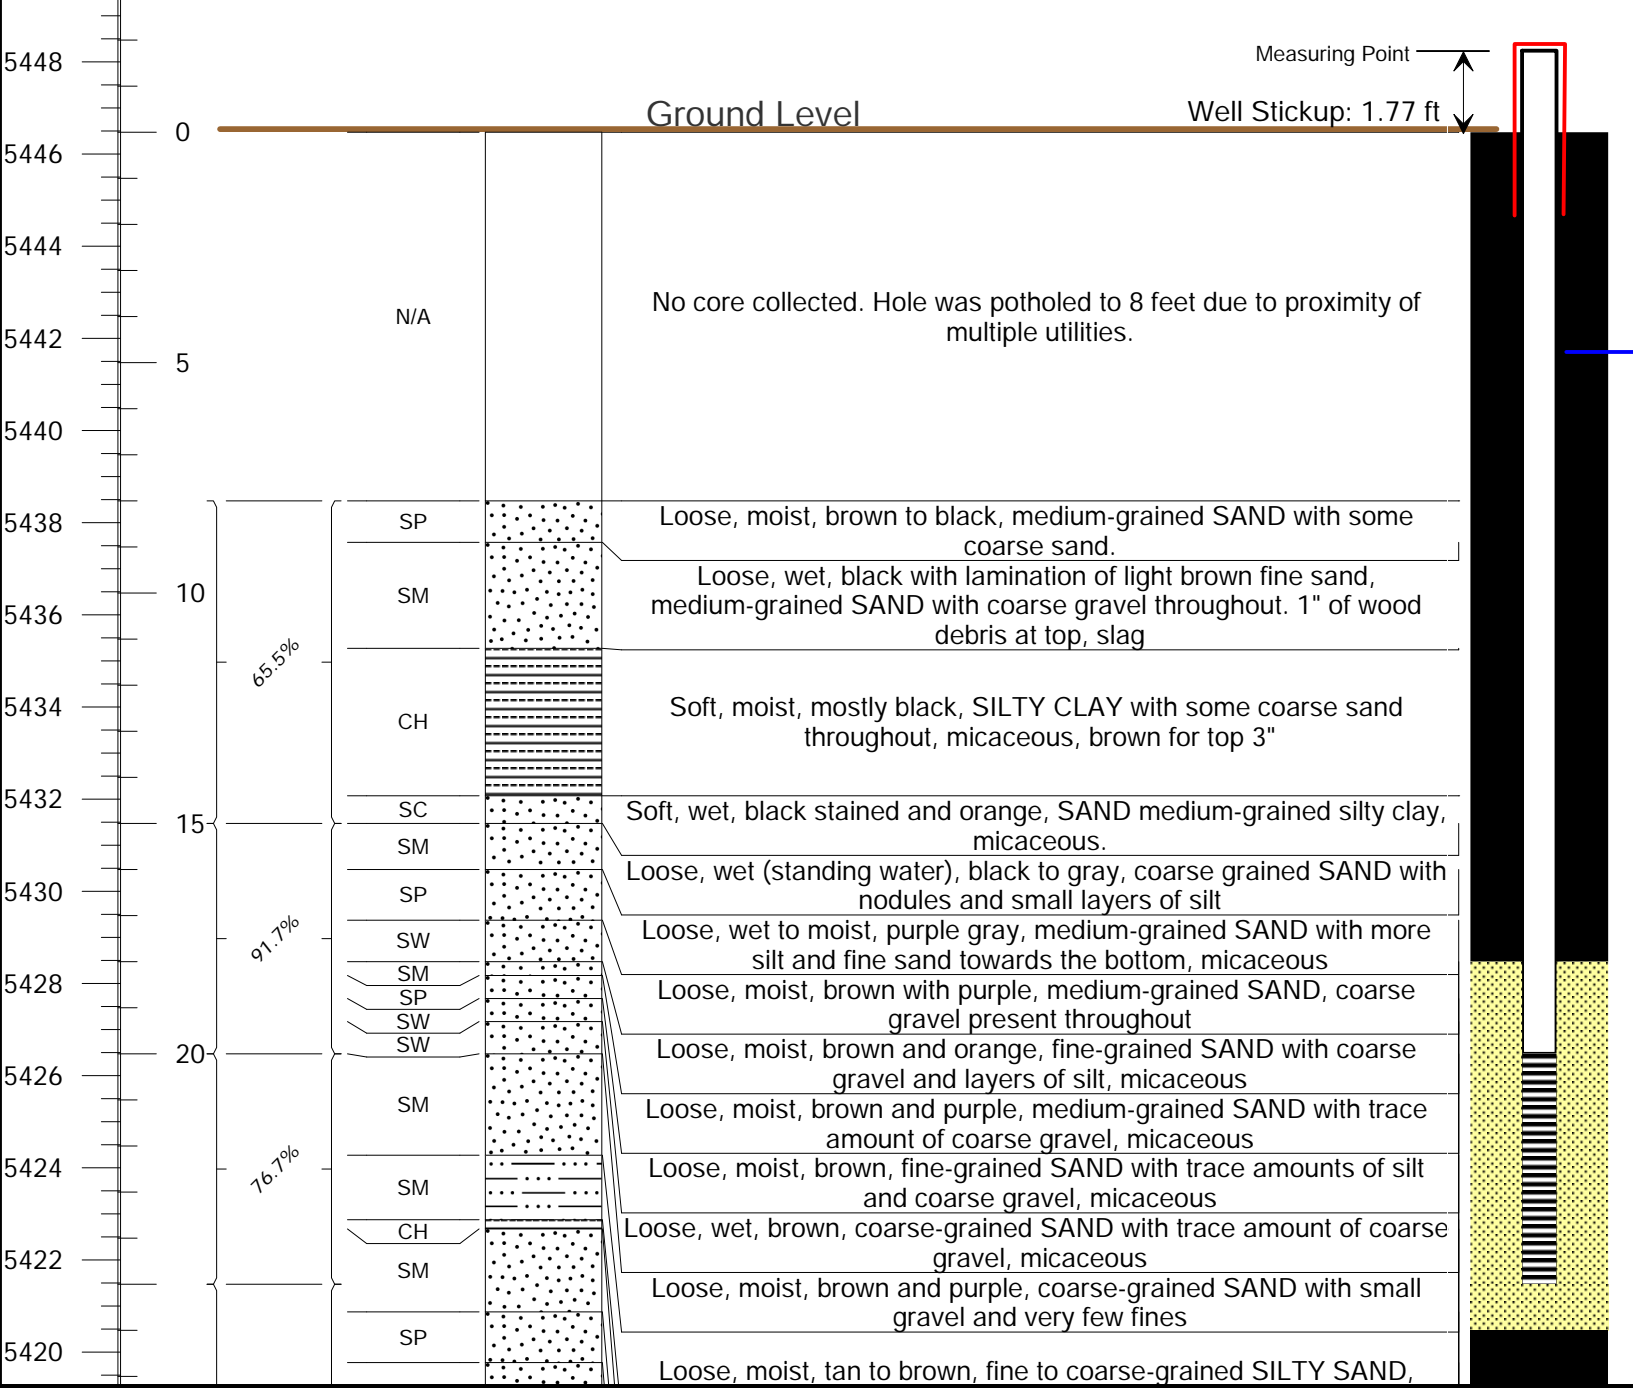 5448
Measuring Point
Ground Level
Well Stickup: 1.77 ft
0
5446
5444
No core collected. Hole was potholed to 8 feet due to proximity of
multiple utilities.
N/A
5442
5
5440
5438
SP
Loose, moist, brown to black, medium-grained SAND with some
coarse sand.
10
SM
Loose, wet, black with lamination of light brown fine sand,
medium-grained SAND with coarse gravel throughout. 1" of wood
debris at top, slag
5436
65.5%
5434
CH
Soft, moist, mostly black, SILTY CLAY with some coarse sand
throughout, micaceous, brown for top 3"
5432
SC
Soft, wet, black stained and orange, SAND medium-grained silty clay,
micaceous.
15
SM
Loose, wet (standing water), black to gray, coarse grained SAND with
nodules and small layers of silt
5430
SP
91.7%
SW
Loose, wet to moist, purple gray, medium-grained SAND with more
silt and fine sand towards the bottom, micaceous
5428
SM
SP
Loose, moist, brown with purple, medium-grained SAND, coarse
gravel present throughout
SW
SW
20
Loose, moist, brown and orange, fine-grained SAND with coarse
gravel and layers of silt, micaceous
5426
SM
Loose, moist, brown and purple, medium-grained SAND with trace
amount of coarse gravel, micaceous
5424
76.7%
SM
Loose, moist, brown, fine-grained SAND with trace amounts of silt
and coarse gravel, micaceous
CH
Loose, wet, brown, coarse-grained SAND with trace amount of coarse
gravel, micaceous
5422
SM
Loose, moist, brown and purple, coarse-grained SAND with small
gravel and very few fines
SP
5420
Loose, moist, tan to brown, fine to coarse-grained SILTY SAND,